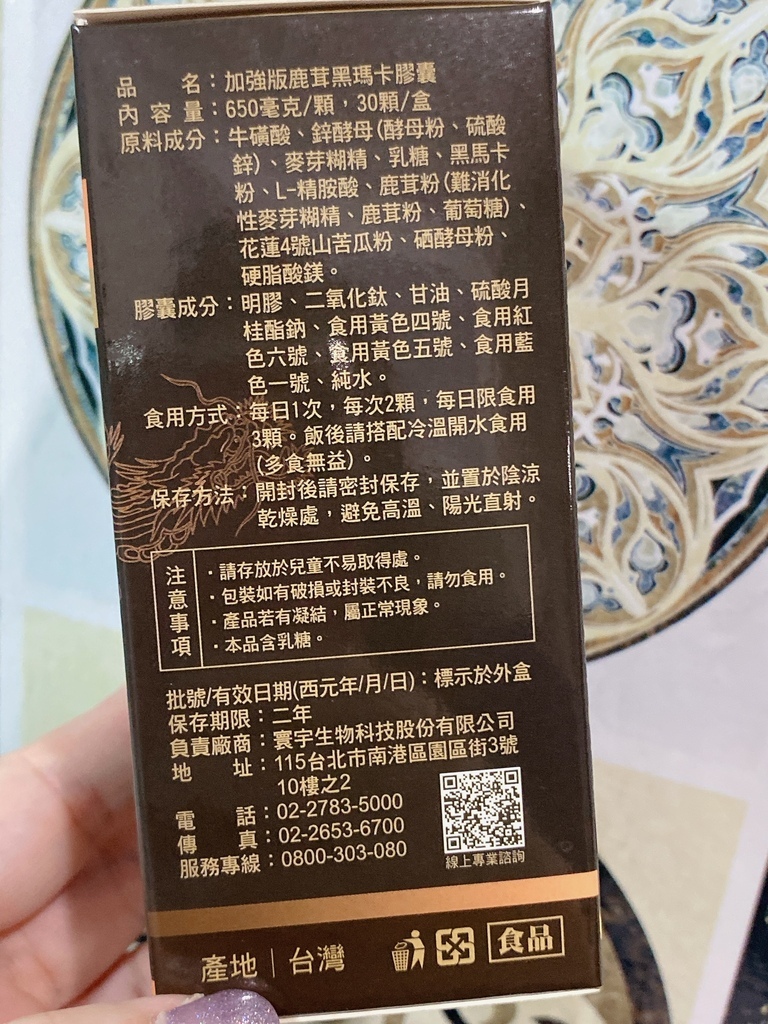 品名：加強版鹿茸黑瑪卡膠囊
內容量：650毫克/顆，30顆/盒
原料成分：牛磺酸、鋅酵母(酵母粉、硫酸
鋅)、麥芽糊精、乳糖、黑馬卡
粉、L-精胺酸、鹿茸粉(難消化
性麥芽糊精、鹿茸粉、葡萄糖)、
花蓮4號山苦瓜粉、硒酵母粉、
硬脂酸鎂。
膠囊成分：明膠、二氧化鈦、甘油、硫酸月
桂酯鈉、食用黃色四號、食用紅
色六號、食用黃色五號、食用藍
色一號、純水。
食用方式：每日1次，每次2顆，每日限食用
3顆。飯後請搭配冷溫開水食用
(多食無益)。
保存方法：開封後請密封保存，並置於陰涼
乾燥處，避免高溫、陽光直射。
注意事項
・請存放於兒童不易取得處。
・包裝如有破損或封裝不良，請勿食用。
・產品若有凝結，屬正常現象。
・本品含乳糖。
批號/有效日期(西元年/月/日)：標示於外盒
保存期限：二年
負責廠商：寰宇生物科技股份有限公司
地址：115台北市南港區園區街3號
10樓之2
電話：02-2783-5000
傳真：02-2653-6700
服務專線：0800-303-080
線上專業諮詢
產地｜台灣
食品